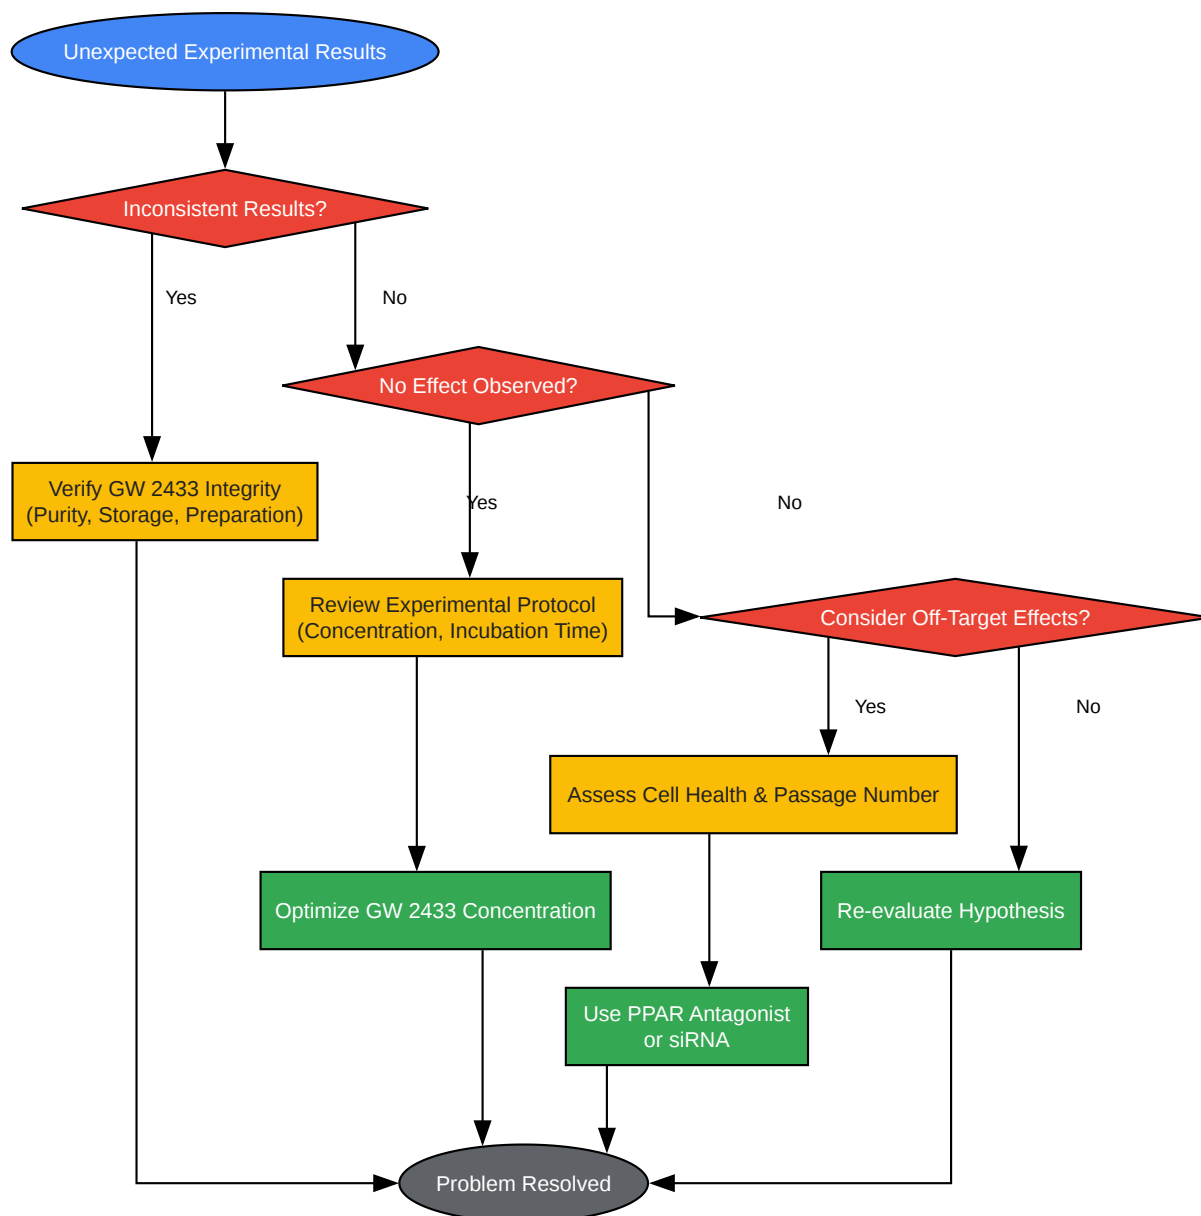 Unexpected Experimental Results
Inconsistent Results?
Yes
No
No Effect Observed?
Verify GW 2433 Integrity
(Purity, Storage, Preparation)
Yes
No
Review Experimental Protocol
(Concentration, Incubation Time)
Consider Off-Target Effects?
Yes
No
Assess Cell Health & Passage Number
Optimize GW 2433 Concentration
Re-evaluate Hypothesis
Use PPAR Antagonist
or siRNA
Problem Resolved